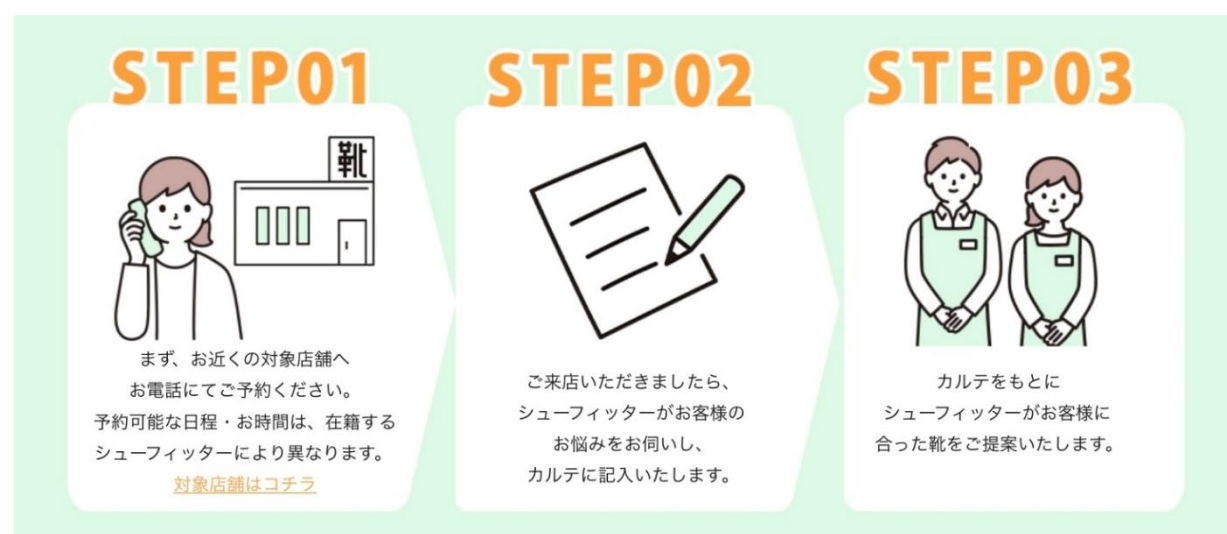 STEP01
靴
まず、お近くの対象店舗へ
お電話にてご予約ください。
予約可能な日程・お時間は、在籍する
シューフィッターにより異なります。
対象店舗はコチラ
STEP02
ご来店いただきましたら、
シューフィッターがお客様の
お悩みをお伺いし、
カルテに記入いたします。
STEP03
カルテをもとに
シューフィッターがお客様に
合った靴をご提案いたします。